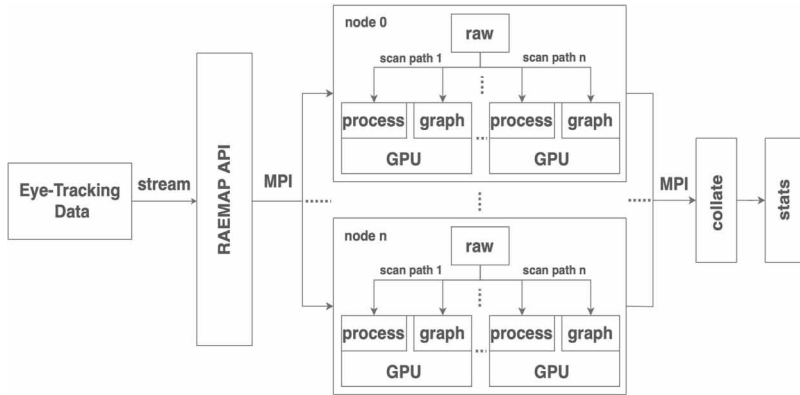 node 0
raw
scan path 1
scan path n
process
graph
process
graph
GPU
GPU
Eye-Tracking
Data
stream
RAEMAP API
MPI
MPI
collate
stats
node n
raw
scan path 1
scan path n
process
graph
process
graph
GPU
GPU